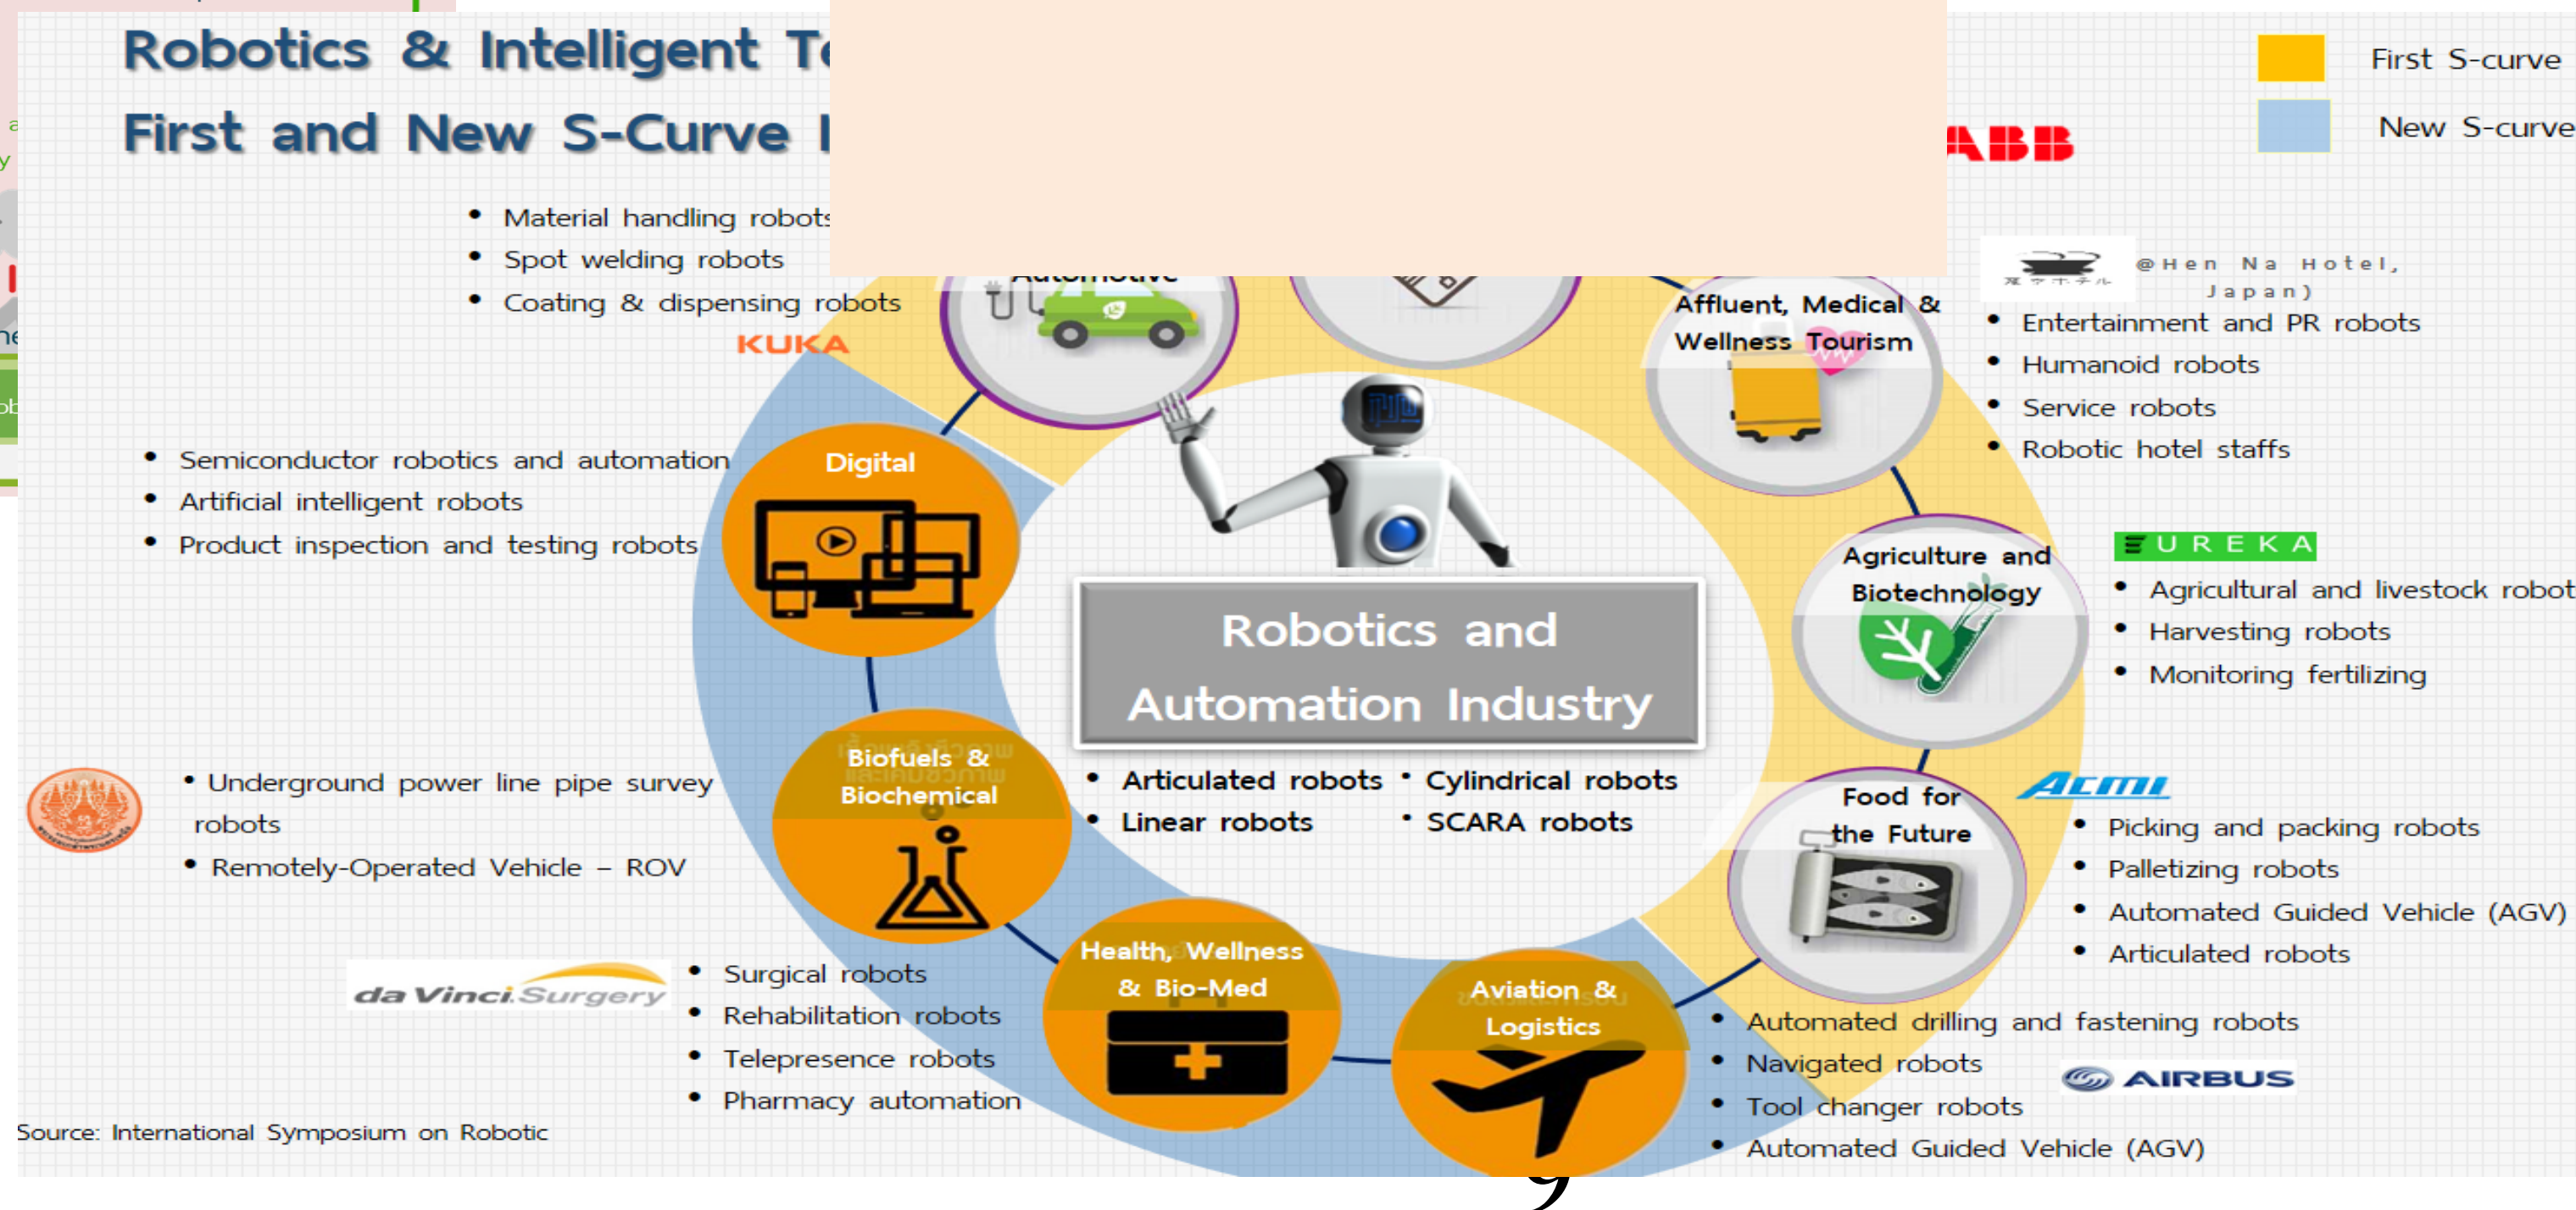 Robotics & Intelligent
First and New S-Curve
First S-curve
New S-curve
ABB
• Material handling robots
• Spot welding robots
• Coating & dispensing robots
KUKA
Automotive
Affluent, Medical &
Wellness Tourism
@Hen Na Hotel,
Japan)
• Entertainment and PR robots
• Humanoid robots
• Service robots
• Robotic hotel staffs
• Semiconductor robotics and automation
• Artificial intelligent robots
• Product inspection and testing robots
Digital
Agriculture and
Biotechnology
EUREKA
• Agricultural and livestock robot
• Harvesting robots
• Monitoring fertilizing
Robotics and
Automation Industry
• Articulated robots • Cylindrical robots
• Linear robots • SCARA robots
Biofuels &
Biochemical
• Underground power line pipe survey
robots
• Remotely-Operated Vehicle – ROV
Food for
the Future
ACMI
• Picking and packing robots
• Palletizing robots
• Automated Guided Vehicle (AGV)
• Articulated robots
Health, Wellness
& Bio-Med
da Vinci.Surgery
• Surgical robots
• Rehabilitation robots
• Telepresence robots
• Pharmacy automation
Aviation &
Logistics
• Automated drilling and fastening robots
• Navigated robots
AIRBUS
• Tool changer robots
• Automated Guided Vehicle (AGV)
Source: International Symposium on Robotic
9